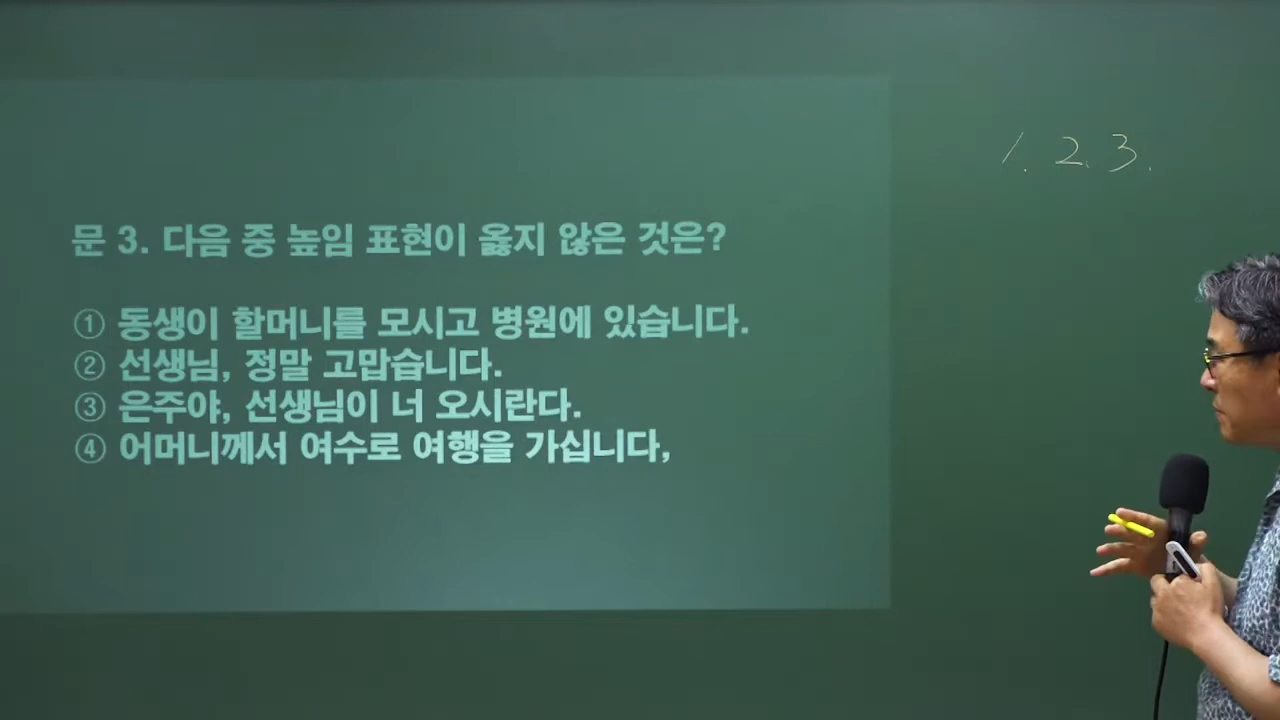 문 3. 다음 중 높임 표현이 옳지 않은 것은?
① 동생이 할머니를 모시고 병원에 있습니다.
② 선생님, 정말 고맙습니다.
③ 은주야, 선생님이 너 오시란다.
④ 어머니께서 여수로 여행을 가십니다,
1. 2. 3.